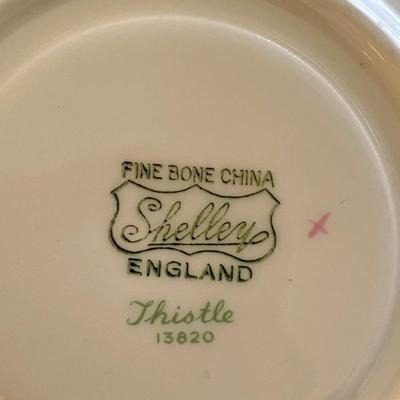 FINE BONE CHINA
Shelley
ENGLAND
Thistle
13820